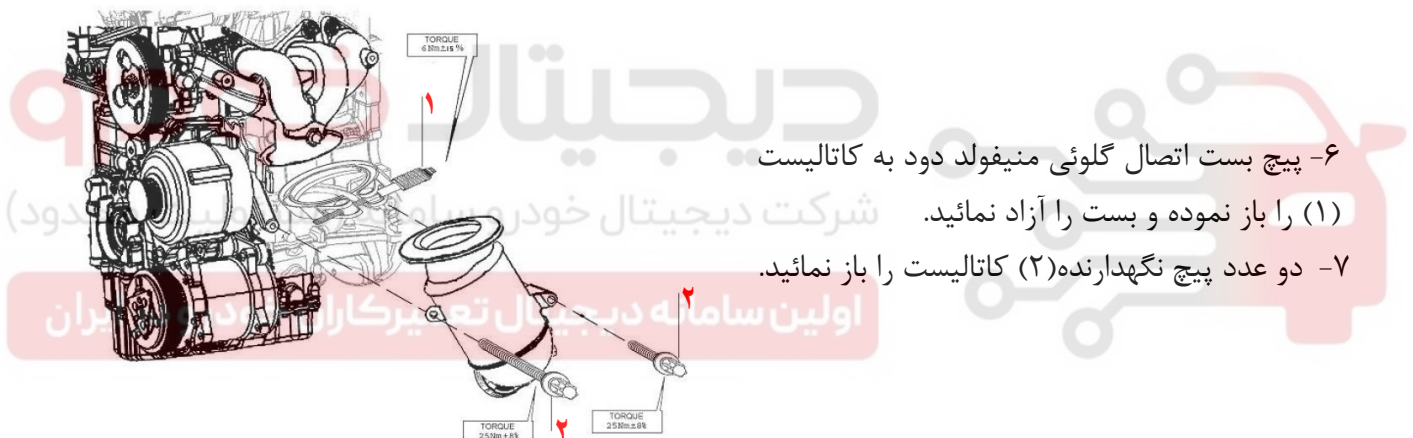 TORQUE
6 Nm±15 %
۱
۶- پیچ بست اتصال گلوئی منیفولد دود به کاتالیست
(۱) را باز نموده و بست را آزاد نمائید.
۷- دو عدد پیچ نگهدارنده(۲) کاتالیست را باز نمائید.
دیجیتال خودرو
شرکت دیجیتال خودرو
اولین سامانه دیجیتال تعمیرکاران خودرو در ایران
۲
۲
TORQUE
25Nm±8%
TORQUE
25Nm±8%